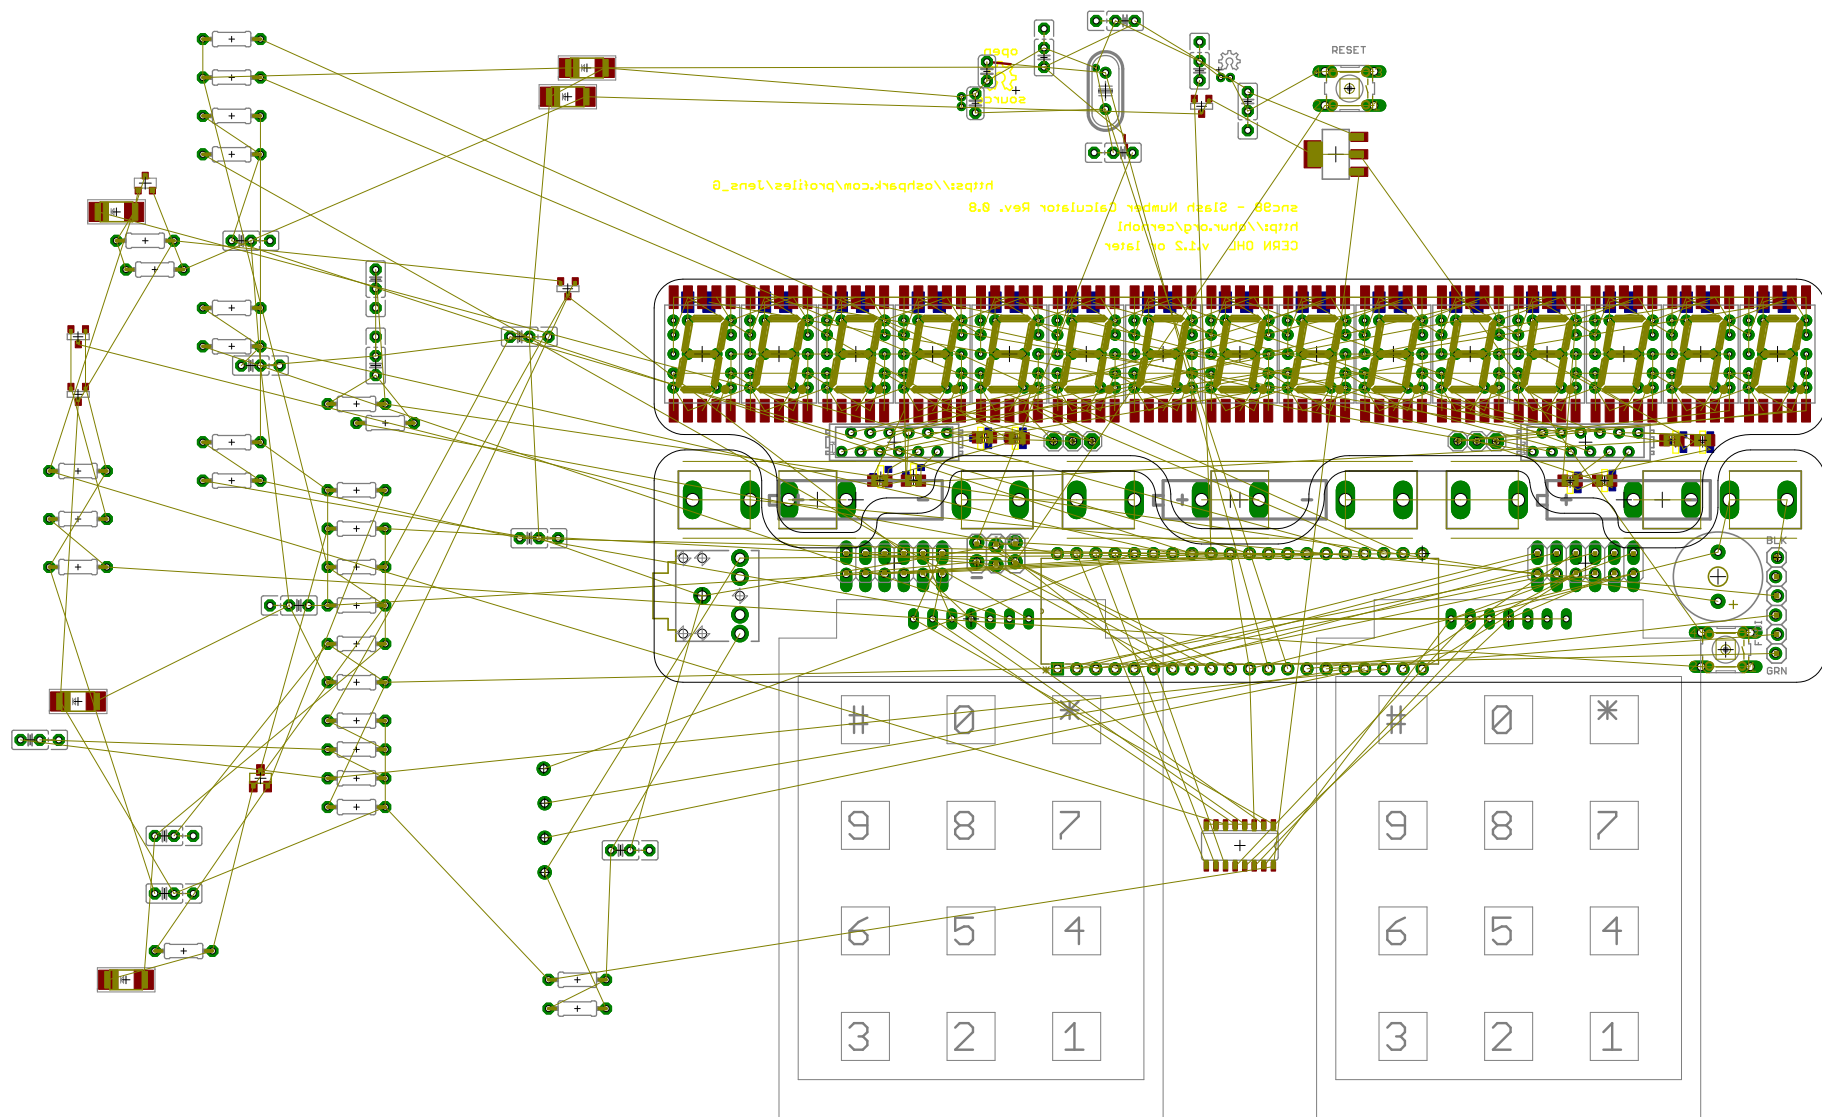 open
source
RESET
https://oshpark.com/profiles/Jens_G
snc98 - Slash Number Calculator Rev. 0.0
http://ohwr.org/cernohl
CERN OHL v.1.2 or later
+ - + - + -
BLK
GRN
# 0 * # 0 *
9 8 7 9 8 7
6 5 4 6 5 4
3 2 1 3 2 1